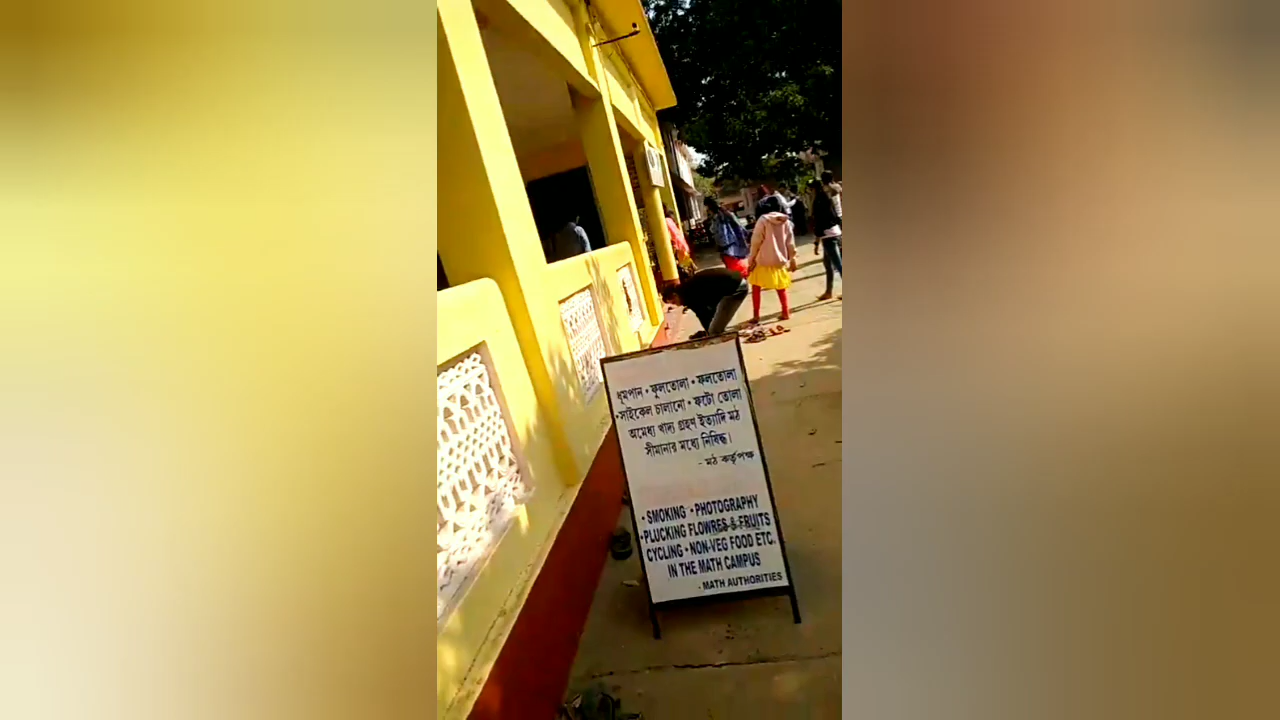 ধূমপান • ফুলতোলা • ফলতোলা
•সাইকেল চালানো • ফটো তোলা
অমেধ্য খাদ্য গ্রহণ ইত্যাদি মঠ
সীমানার মধ্যে নিষিদ্ধ।
- মঠ কর্তৃপক্ষ
• SMOKING • PHOTOGRAPHY
•PLUCKING FLOWRES & FRUITS
CYCLING • NON-VEG FOOD ETC.
IN THE MATH CAMPUS
- MATH AUTHORITIES